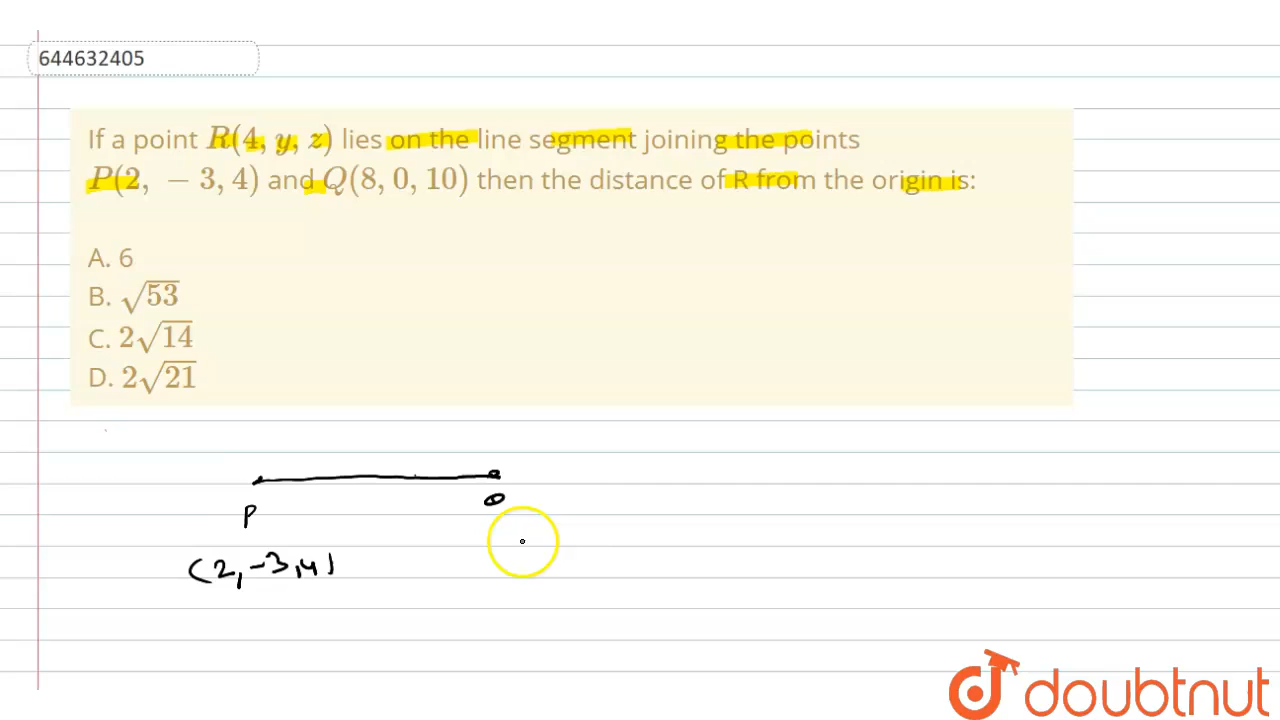 644632405
If a point R(4, y, z) lies on the line segment joining the points
P(2, −3, 4) and Q(8, 0, 10) then the distance of R from the origin is:
A. 6
B. √53
C. 2√14
D. 2√21
P Q
(2,-3,4)
doubtnut